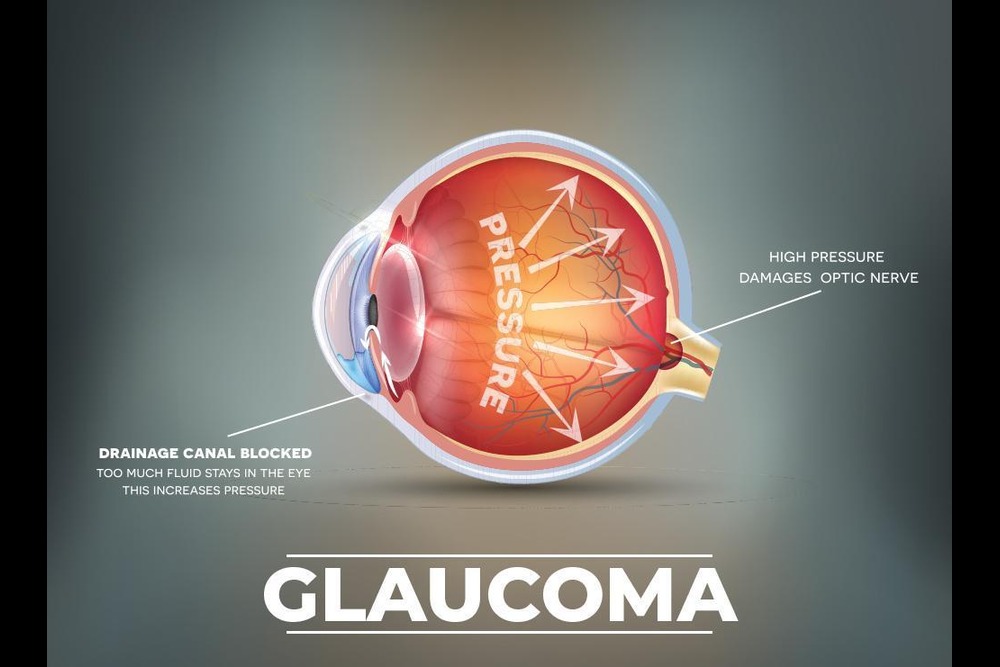 PRESSURE
HIGH PRESSURE
DAMAGES OPTIC NERVE
DRAINAGE CANAL BLOCKED
TOO MUCH FLUID STAYS IN THE EYE
THIS INCREASES PRESSURE
GLAUCOMA